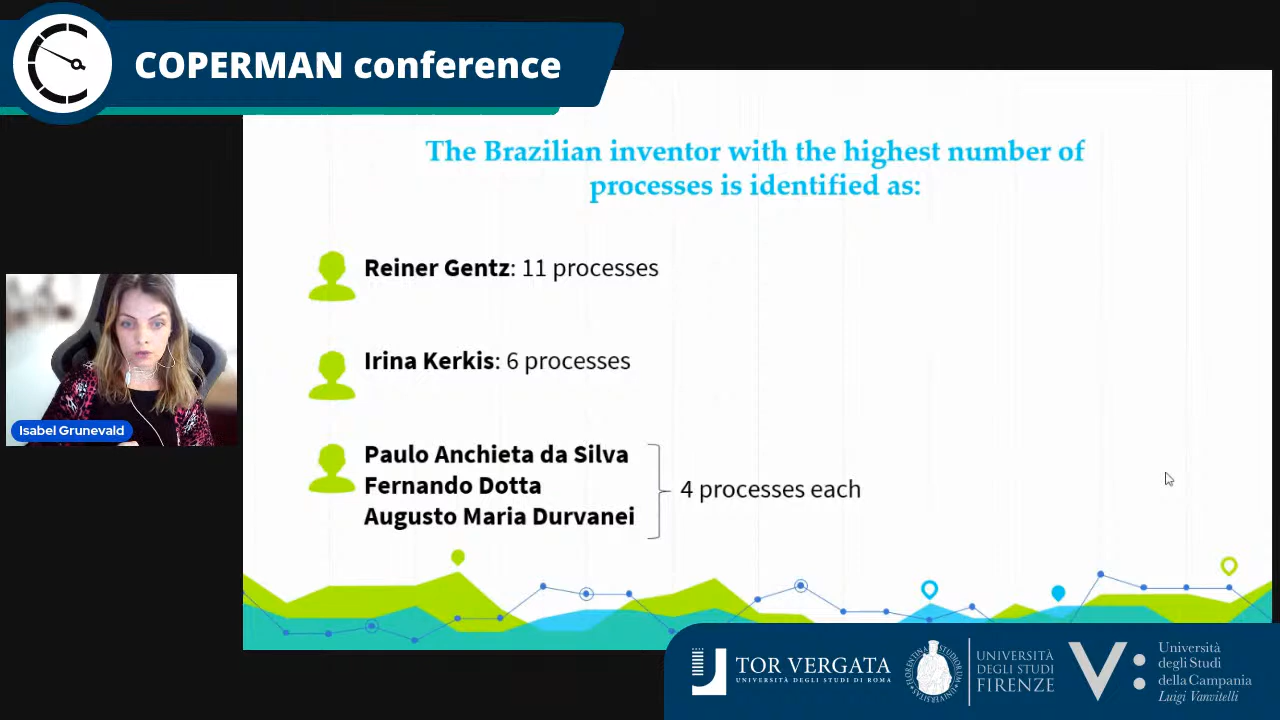 COPERMAN conference
The Brazilian inventor with the highest number of
processes is identified as:
Reiner Gentz: 11 processes
Irina Kerkis: 6 processes
Paulo Anchieta da Silva
Fernando Dotta
Augusto Maria Durvanei
4 processes each
Isabel Grunevald
TOR VERGATA
UNIVERSITÀ DEGLI STUDI DI ROMA
FLORENTINA STUDIORUM
UNIVERSITÀ
DEGLI STUDI
FIRENZE
V:
Università
degli Studi
della Campania
Luigi Vanvitelli